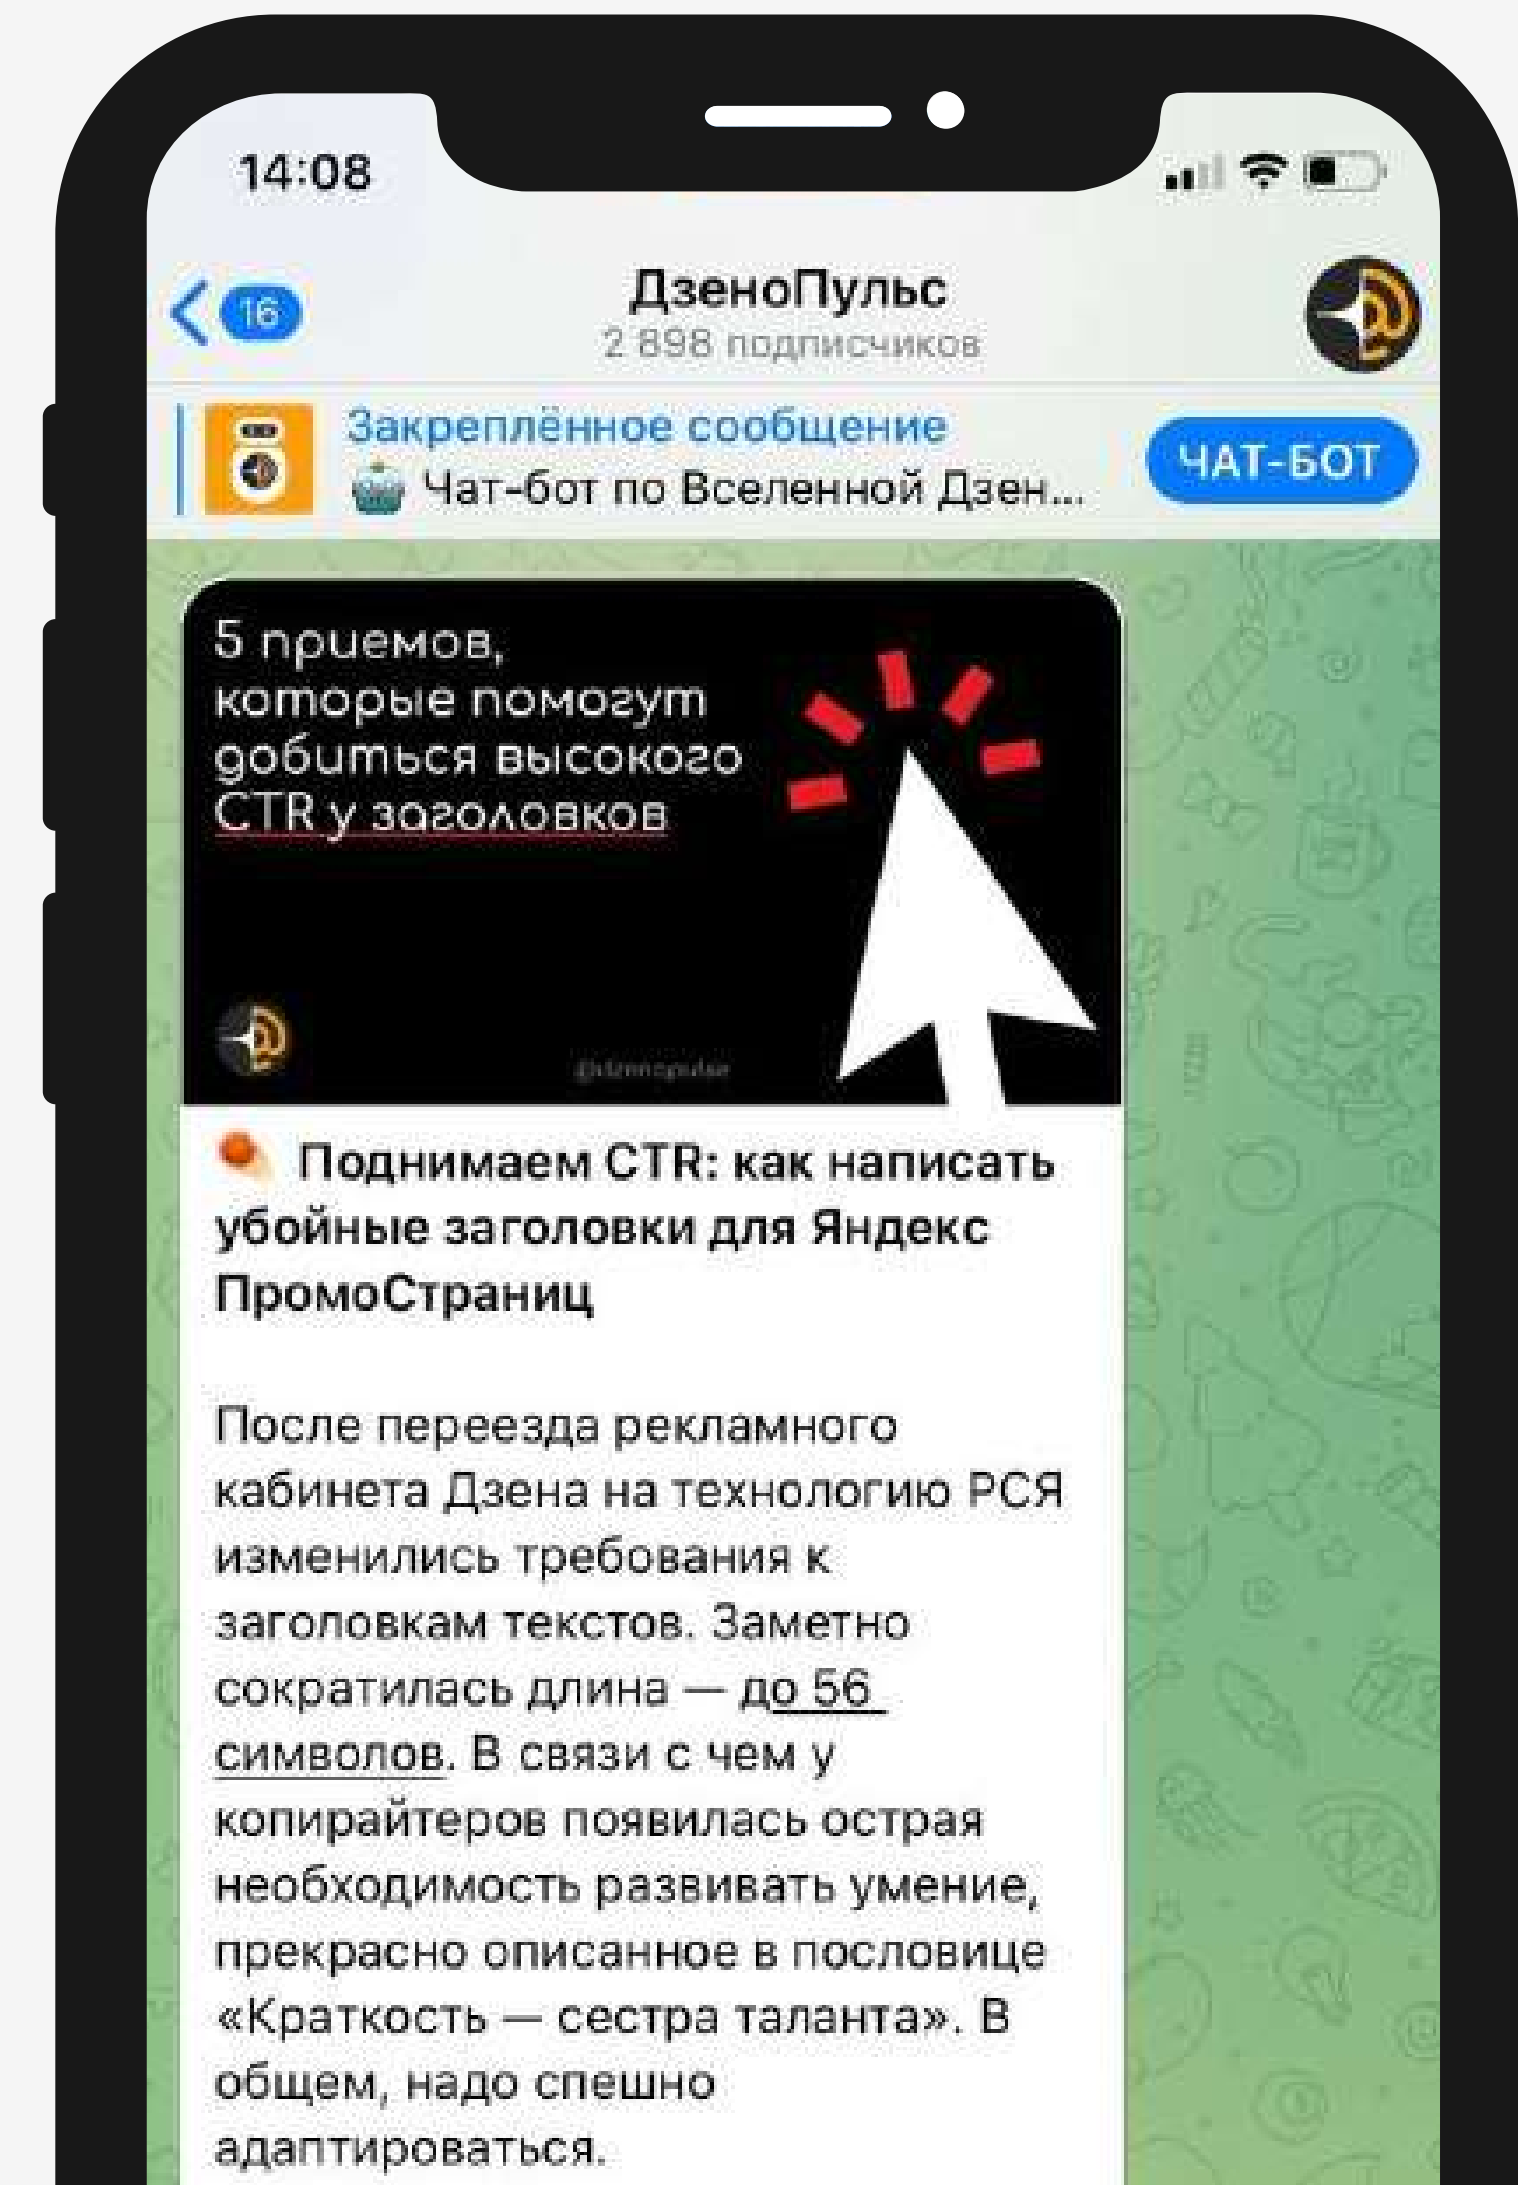 14:08
16
ДзеноПульс
2 898 подписчиков
Закреплённое сообщение
Чат-бот по Вселенной Дзен...
ЧАТ-БОТ
5 приемов,
которые помогут
добиться высокого
CTR у заголовков
@dzenopulse
Поднимаем CTR: как написать
убойные заголовки для Яндекс
ПромоСтраниц
После переезда рекламного
кабинета Дзена на технологию РСЯ
изменились требования к
заголовкам текстов. Заметно
сократилась длина — до 56
символов. В связи с чем у
копирайтеров появилась острая
необходимость развивать умение,
прекрасно описанное в пословице
«Краткость — сестра таланта». В
общем, надо спешно
адаптироваться.